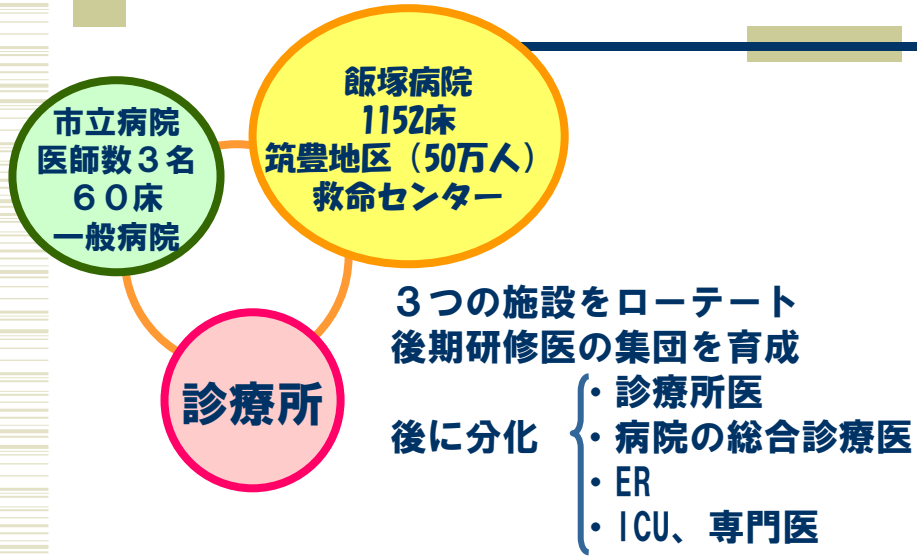 飯塚病院
1152床
筑豊地区（50万人）
救命センター
市立病院
医師数３名
６０床
一般病院
診療所
３つの施設をローテート
後期研修医の集団を育成
後に分化
・診療所医
・病院の総合診療医
・ER
・ICU、専門医